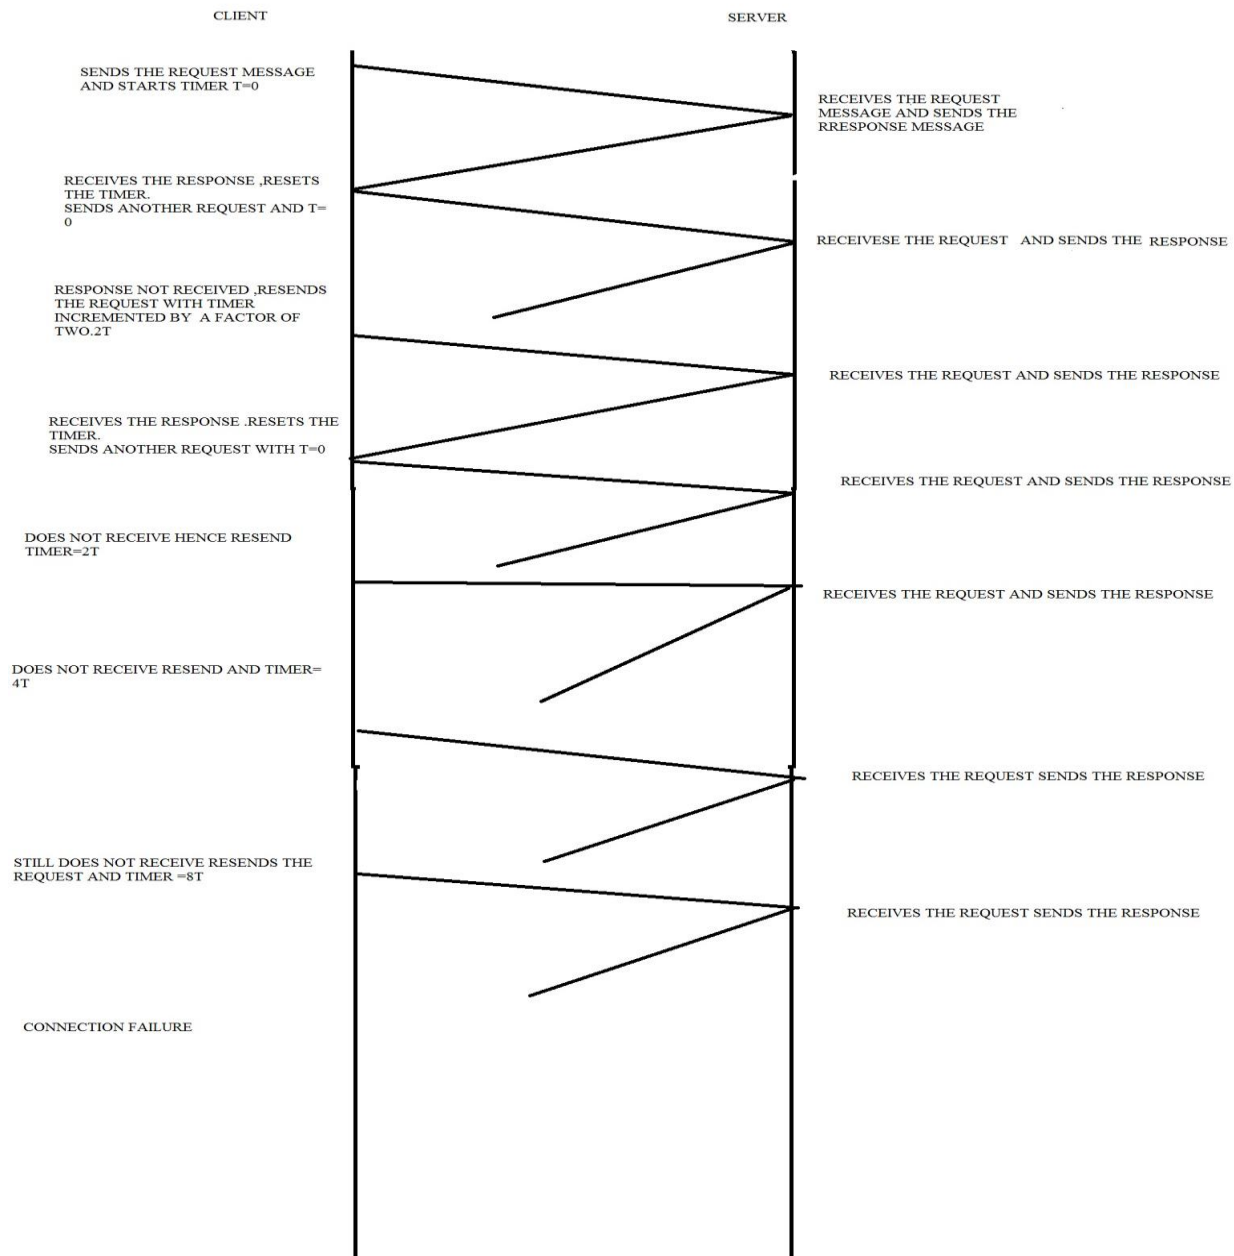 CLIENT
SERVER
SENDS THE REQUEST MESSAGE
AND STARTS TIMER T=0
RECEIVES THE REQUEST
MESSAGE AND SENDS THE
RRESPONSE MESSAGE
RECEIVES THE RESPONSE ,RESETS
THE TIMER.
SENDS ANOTHER REQUEST AND T=
0
RECEIVESE THE REQUEST AND SENDS THE RESPONSE
RESPONSE NOT RECEIVED ,RESENDS
THE REQUEST WITH TIMER
INCREMENTED BY A FACTOR OF
TWO.2T
RECEIVES THE REQUEST AND SENDS THE RESPONSE
RECEIVES THE RESPONSE .RESETS THE
TIMER.
SENDS ANOTHER REQUEST WITH T=0
RECEIVES THE REQUEST AND SENDS THE RESPONSE
DOES NOT RECEIVE HENCE RESEND
TIMER=2T
RECEIVES THE REQUEST AND SENDS THE RESPONSE
DOES NOT RECEIVE RESEND AND TIMER=
4T
RECEIVES THE REQUEST SENDS THE RESPONSE
STILL DOES NOT RECEIVE RESENDS THE
REQUEST AND TIMER =8T
RECEIVES THE REQUEST SENDS THE RESPONSE
CONNECTION FAILURE